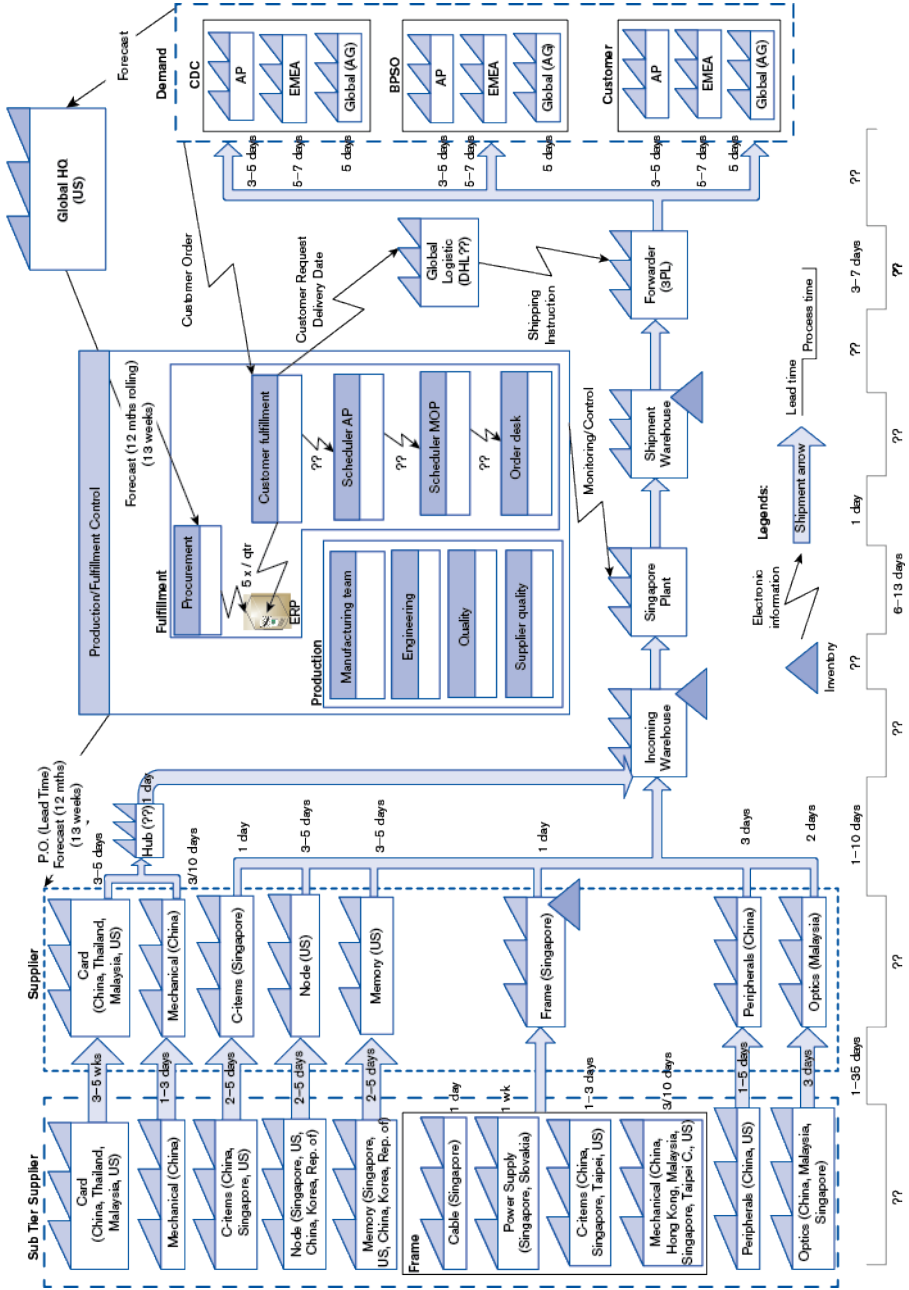 Sub Tier Supplier
Card
(China, Thailand,
Malaysia, US)
Mechanical (China)
C-items (China,
Singapore, US)
Node (Singapore, US,
China, Korea, Rep. of)
Memory (Singapore,
US, China, Korea, Rep. of)
Frame
Cable (Singapore)
1 day
Power Supply
(Singapore, Slovakia)
1 wk
C-items (China,
Singapore, Taipei, US)
1–3 days
Mechanical (China,
Hong Kong, Malaysia,
Singapore, Taipei C, US)
3/10 days
Peripherals (China, US)
Optics (China, Malaysia,
Singapore)
3–5 wks
1–3 days
2–5 days
2–5 days
2–5 days
1–5 days
3 days
Supplier
Card
(China, Thailand,
Malaysia, US)
Mechanical (China)
C-items (Singapore)
Node (US)
Memory (US)
Frame (Singapore)
Peripherals (China)
Optics (Malaysia)
P.O. (Lead Time)
Forecast (12 mths)
(13 weeks)
3–5 days
3/10 days
1 day
3–5 days
3–5 days
1 day
3 days
2 days
Hub (??)
1 day
Incoming
Warehouse
Production/Fulfillment Control
Forecast (12 mths rolling)
(13 weeks)
Fulfillment
Procurement
5 x / qtr
ERP
Customer fulfillment
??
Scheduler AP
??
Scheduler MOP
??
Order desk
Production
Manufacturing team
Engineering
Quality
Supplier quality
Monitoring/Control
Singapore
Plant
Shipment
Warehouse
Forwarder
(3PL)
Global
Logistic
(DHL??)
Shipping
Instruction
Customer Request
Delivery Date
Customer Order
Global HQ
(US)
Forecast
Demand
CDC
AP
EMEA
Global (AG)
BPSO
AP
EMEA
Global (AG)
Customer
AP
EMEA
Global (AG)
3–5 days
5–7 days
5 days
3–5 days
5–7 days
5 days
3–5 days
5–7 days
5 days
Legends:
Inventory
Electronic
information
Shipment arrow
Lead time
Process time
??
1–35 days
??
1–10 days
??
??
6–13 days
1 day
??
??
3–7 days
??
??